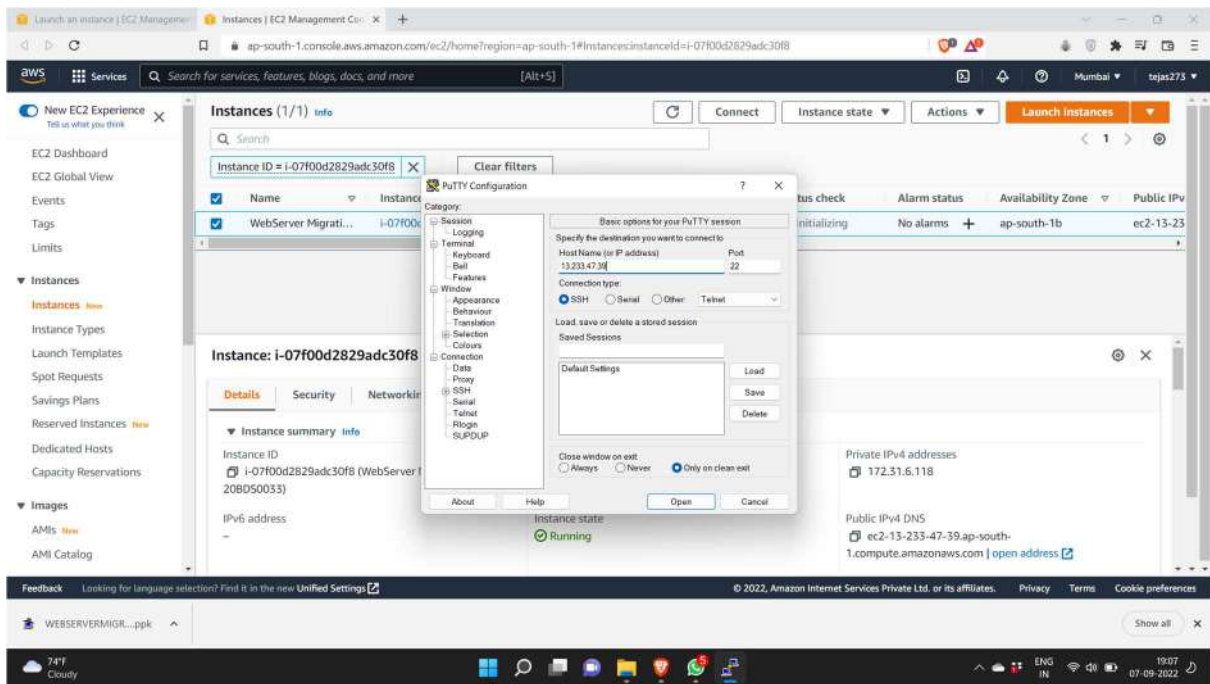 Launch an instance | EC2 Managemen
Instances | EC2 Management Co
ap-south-1.console.aws.amazon.com/ec2/home?region=ap-south-1#Instances:instanceId=i-07f00d2829adc30f8
aws
Services
Search for services, features, blogs, docs, and more
[Alt+S]
Mumbai
tejas273
New EC2 Experience
Tell us what you think
EC2 Dashboard
EC2 Global View
Events
Tags
Limits
Instances
Instances New
Instance Types
Launch Templates
Spot Requests
Savings Plans
Reserved Instances New
Dedicated Hosts
Capacity Reservations
Images
AMIs New
AMI Catalog
Instances (1/1) Info
Connect
Instance state
Actions
Launch instances
Search
1
Instance ID = i-07f00d2829adc30f8
Clear filters
Name
Instance
tus check
Alarm status
Availability Zone
Public IPv
WebServer Migrati...
i-07f00c
nitializing
No alarms
ap-south-1b
ec2-13-23
PuTTY Configuration
?
Category:
Session
Logging
Terminal
Keyboard
Bell
Features
Window
Appearance
Behaviour
Translation
Selection
Colours
Connection
Data
Proxy
SSH
Serial
Telnet
Rlogin
SUPDUP
Basic options for your PuTTY session
Specify the destination you want to connect to
Host Name (or IP address)
Port
13.233.47.39
22
Connection type:
SSH
Serial
Other:
Telnet
Load, save or delete a stored session
Saved Sessions
Default Settings
Load
Save
Delete
Close window on exit:
Always
Never
Only on clean exit
About
Help
Open
Cancel
Instance: i-07f00d2829adc30f8
Details
Security
Networkin
Instance summary Info
Instance ID
i-07f00d2829adc30f8 (WebServer M
20BDS0033)
IPv6 address
–
Instance state
Running
Private IPv4 addresses
172.31.6.118
Public IPv4 DNS
ec2-13-233-47-39.ap-south-
1.compute.amazonaws.com | open address
Feedback
Looking for language selection? Find it in the new Unified Settings
© 2022, Amazon Internet Services Private Ltd. or its affiliates.
Privacy
Terms
Cookie preferences
WEBSERVERMIGR....ppk
Show all
74°F
Cloudy
ENG
IN
19:07
07-09-2022